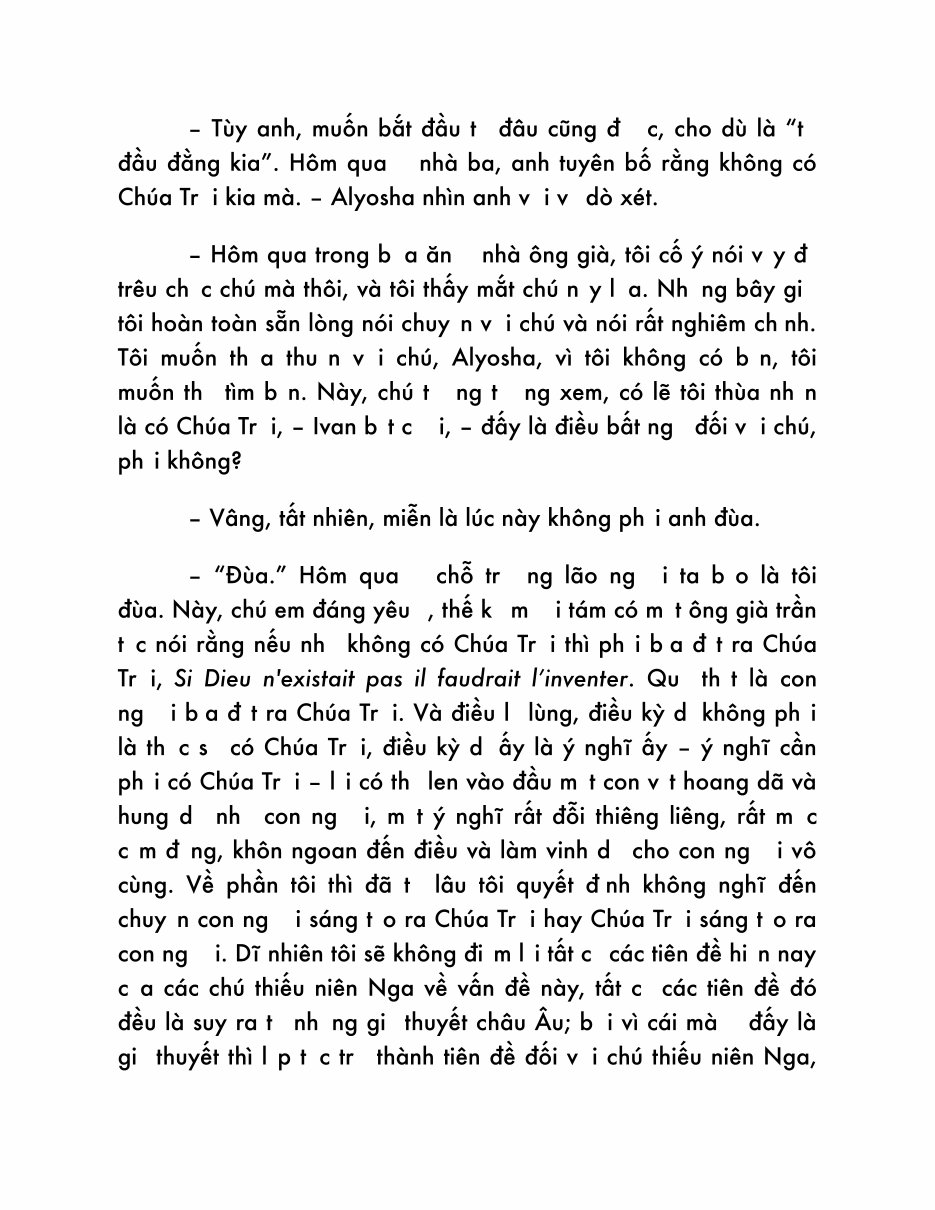 – Tùy anh, muốn bắt đầu t đâu cũng đ c, cho dù là “t
đầu đằng kia”. Hôm qua nhà ba, anh tuyên bố rằng không có
Chúa Tr i kia mà. – Alyosha nhìn anh v i v dò xét.
– Hôm qua trong b a ăn nhà ông già, tôi cố ý nói v y đ
trêu ch c chú mà thôi, và tôi thấy mắt chú n y l a. Nh ng bây gi
tôi hoàn toàn sẵn lòng nói chuy n v i chú và nói rất nghiêm ch nh.
Tôi muốn th a thu n v i chú, Alyosha, vì tôi không có b n, tôi
muốn th tìm b n. Này, chú t ng t ng xem, có lẽ tôi thùa nh n
là có Chúa Tr i, – Ivan b t c i, – đấy là điều bất ng đối v i chú,
ph i không?
– Vâng, tất nhiên, miễn là lúc này không ph i anh đùa.
– “Đùa.” Hôm qua chỗ tr ng lão ng i ta b o là tôi
đùa. Này, chú em đáng yêu , thế k m i tám có m t ông già trần
t c nói rằng nếu nh không có Chúa Tr i thì ph i b a đ t ra Chúa
Tr i, Si Dieu n'existait pas il faudrait l’inventer. Qu th t là con
ng i b a đ t ra Chúa Tr i. Và điều l lùng, điều kỳ d không ph i
là th c s có Chúa Tr i, điều kỳ d ấy là ý nghĩ ấy – ý nghĩ cần
ph i có Chúa Tr i – l i có th len vào đầu m t con v t hoang dã và
hung d nh con ng i, m t ý nghĩ rất đỗi thiêng liêng, rất m c
c m đ ng, khôn ngoan đến điều và làm vinh d cho con ng i vô
cùng. Về phần tôi thì đã t lâu tôi quyết đ nh không nghĩ đến
chuy n con ng i sáng t o ra Chúa Tr i hay Chúa Tr i sáng t o ra
con ng i. Dĩ nhiên tôi sẽ không đi m l i tất c các tiên đề hi n nay
c a các chú thiếu niên Nga về vấn đề này, tất c các tiên đề đó
đều là suy ra t nh ng gi thuyết châu Âu; b i vì cái mà đấy là
gi thuyết thì l p t c tr thành tiên đề đối v i chú thiếu niên Nga,